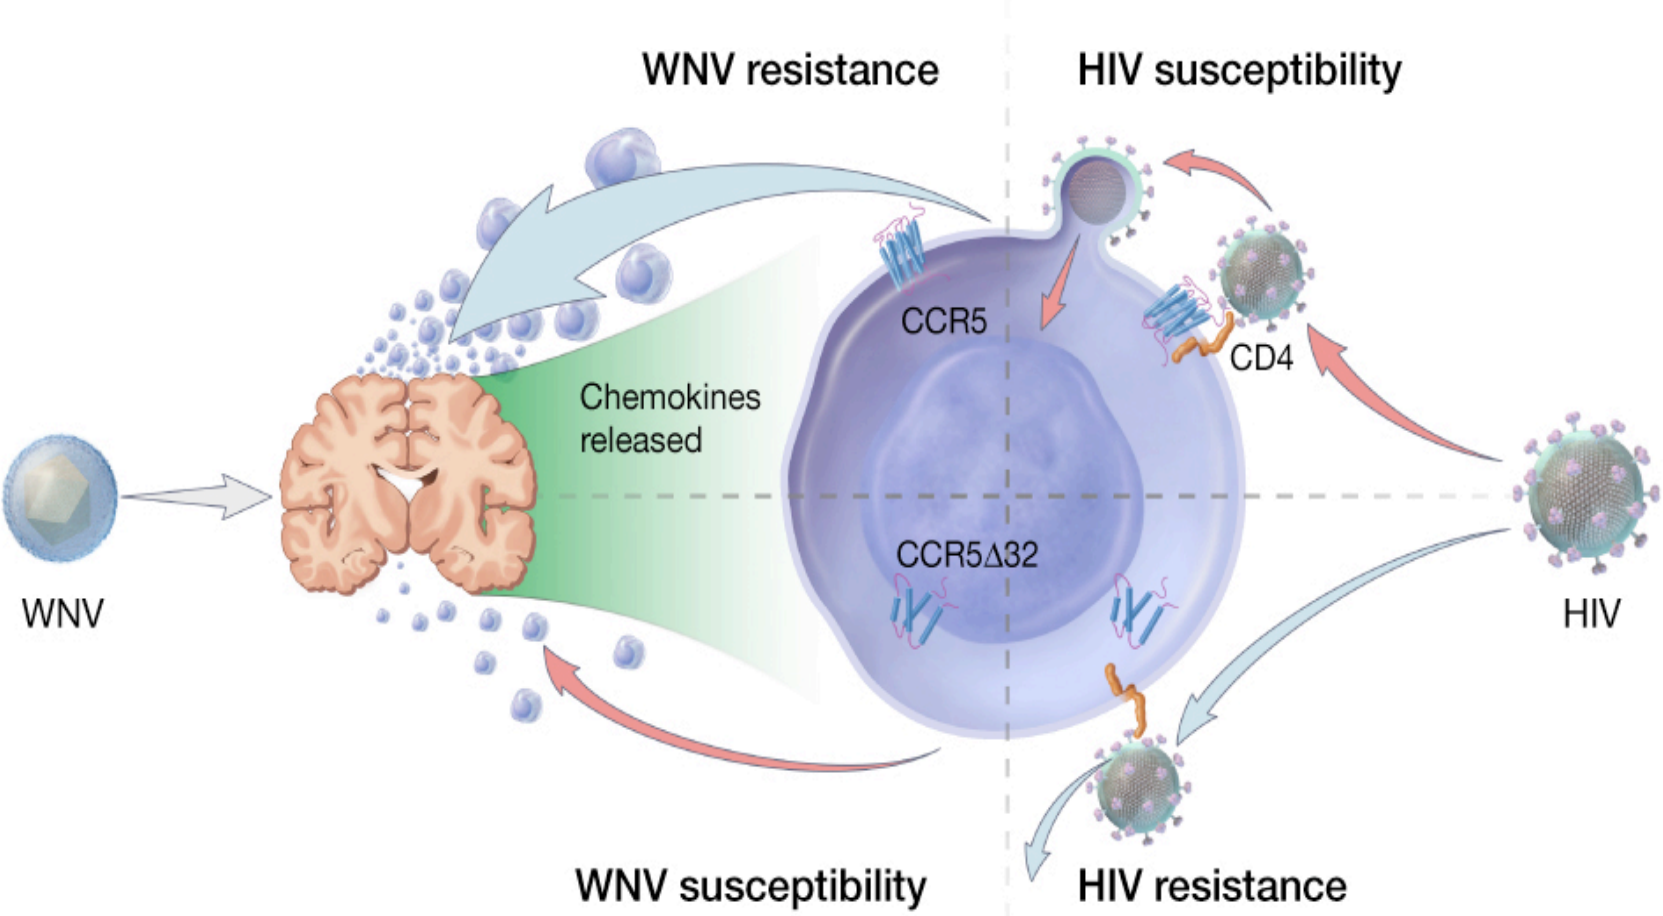 WNV resistance
HIV susceptibility
CCR5
CD4
Chemokines
released
CCR5Δ32
WNV
HIV
WNV susceptibility
HIV resistance